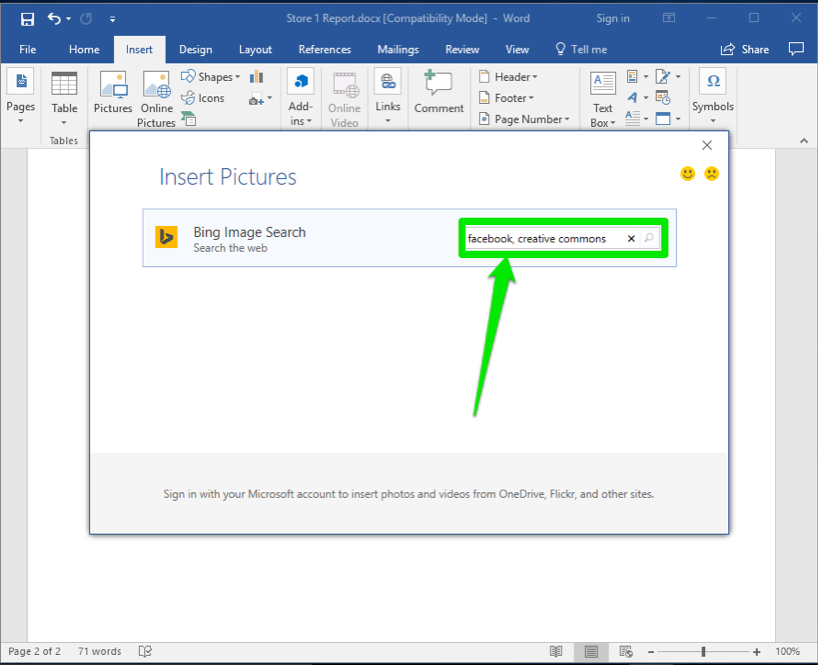 Store 1 Report.docx [Compatibility Mode] - Word Sign in
File Home Insert Design Layout References Mailings Review View Tell me Share
Pages
Table
Tables
Pictures
Online
Pictures
Shapes
Icons
Add-
ins
Online
Video
Links
Comment
Header
Footer
Page Number
Text
Box
Symbols
Insert Pictures
Bing Image Search
Search the web
facebook, creative commons
Sign in with your Microsoft account to insert photos and videos from OneDrive, Flickr, and other sites.
Page 2 of 2 71 words 100%